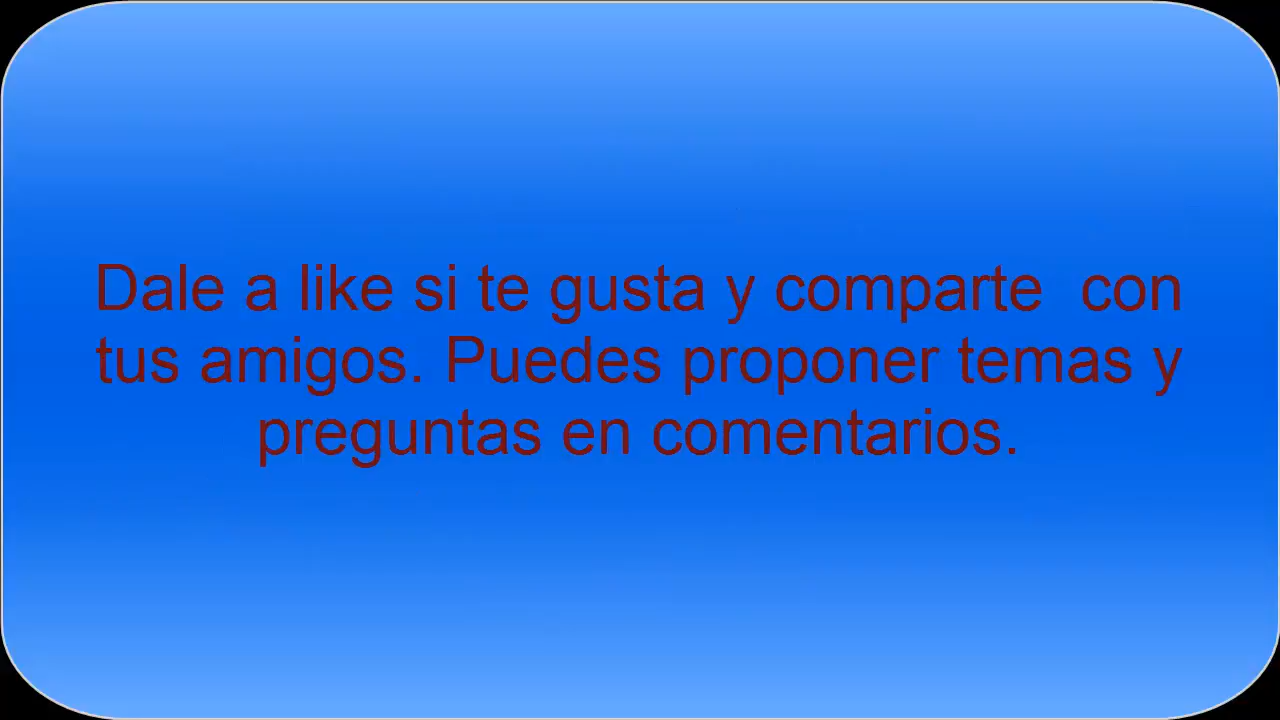 Dale a like si te gusta y comparte  con
tus amigos. Puedes proponer temas y
preguntas en comentarios.